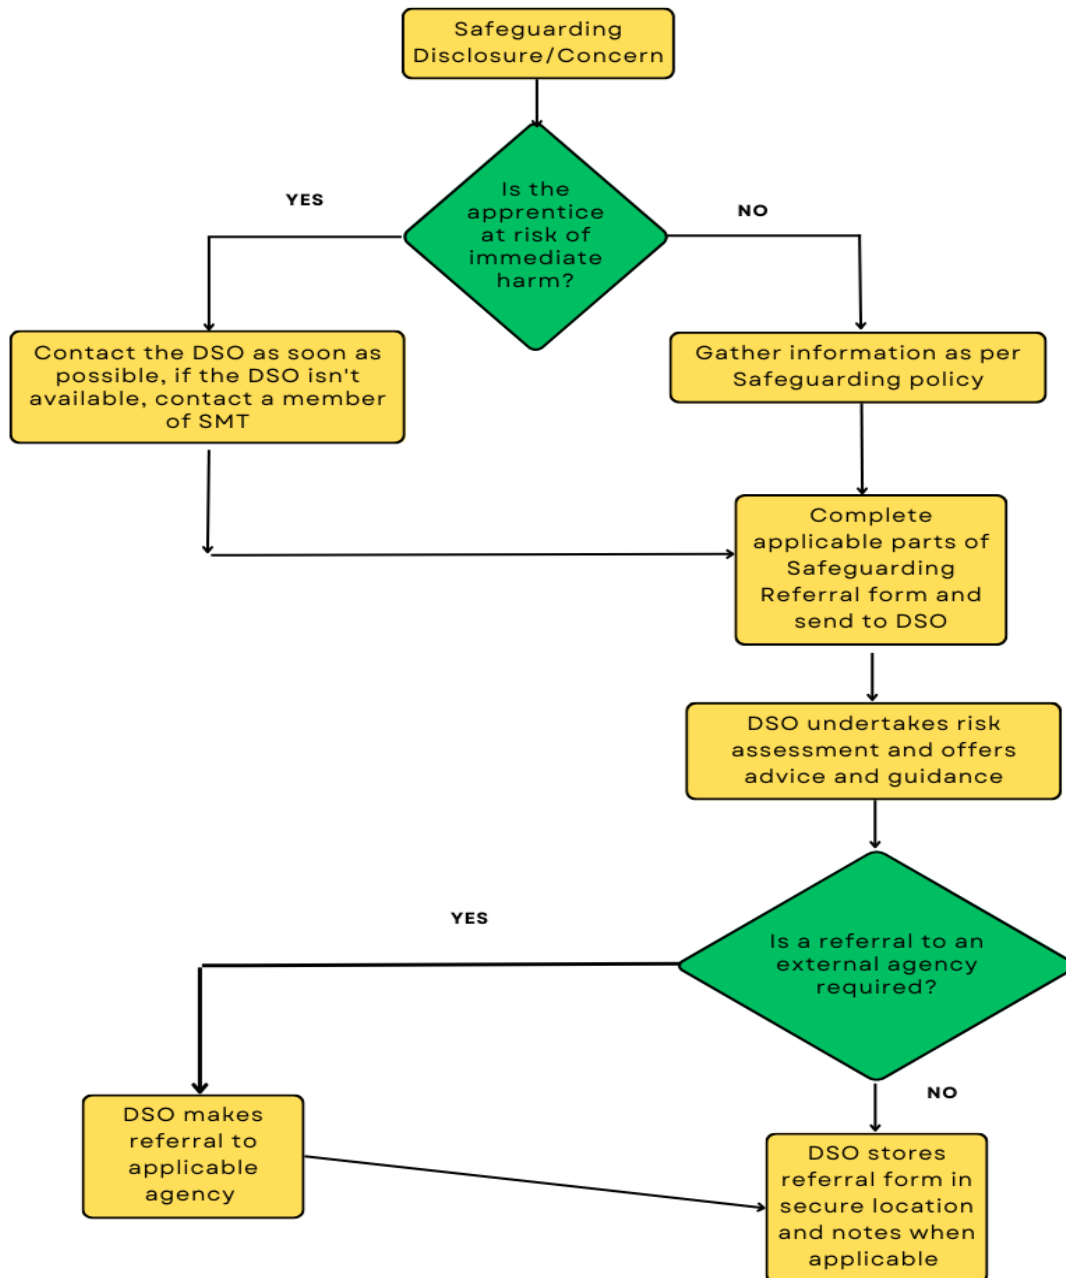 Safeguarding
Disclosure/Concern
Is the
apprentice
at risk of
immediate
harm?
YES
NO
Contact the DSO as soon as
possible, if the DSO isn't
available, contact a member
of SMT
Gather information as per
Safeguarding policy
Complete
applicable parts of
Safeguarding
Referral form and
send to DSO
DSO undertakes risk
assessment and offers
advice and guidance
Is a referral to an
external agency
required?
YES
NO
DSO makes
referral to
applicable
agency
DSO stores
referral form in
secure location
and notes when
applicable